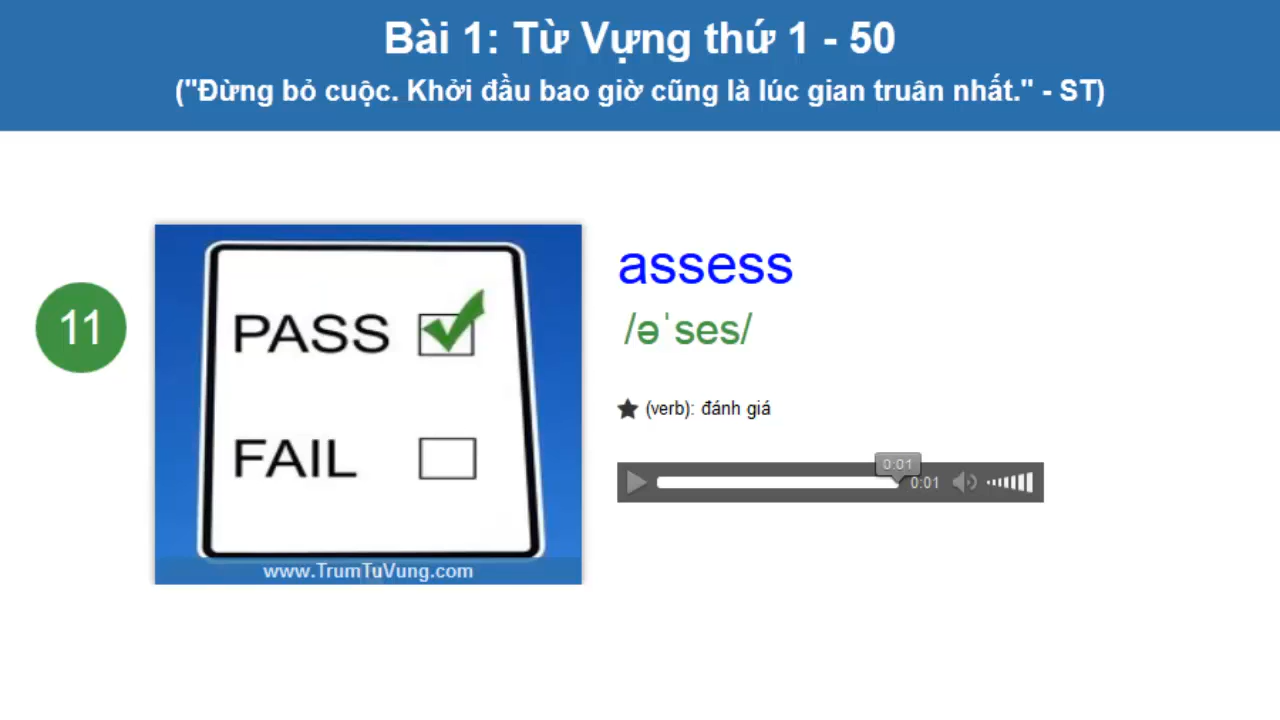 Bài 1: Từ Vựng thứ 1 - 50
("Đừng bỏ cuộc. Khởi đầu bao giờ cũng là lúc gian truân nhất." - ST)
11
PASS
FAIL
www.TrumTuVung.com
assess
/əˈses/
(verb): đánh giá
0:01
0:01